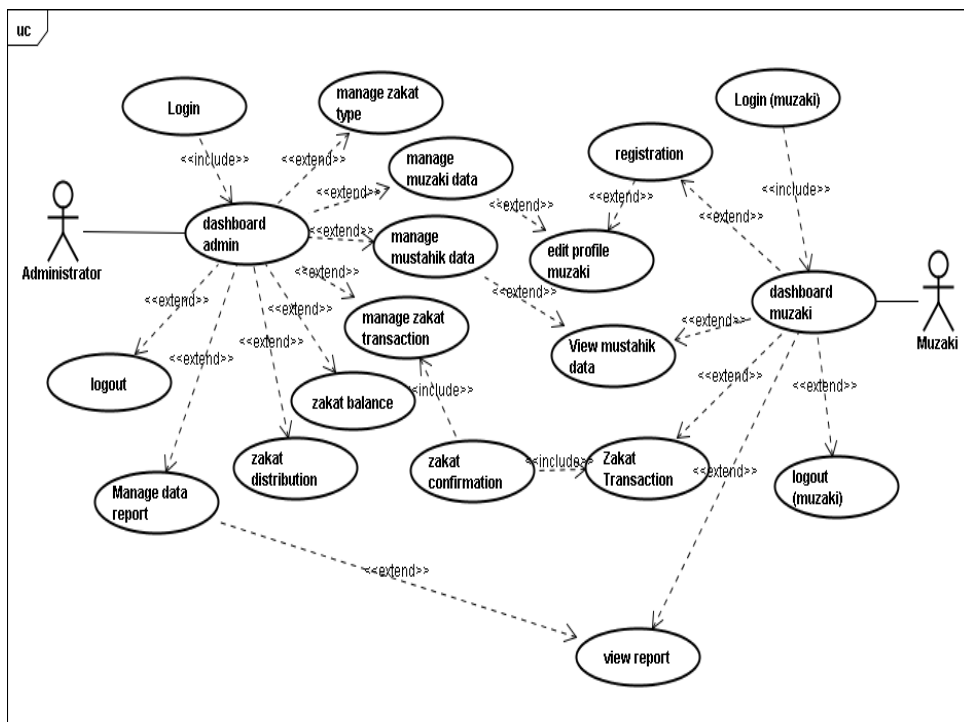 uc
Login
manage zakat
type
Login (muzaki)
<<include>>
<<extend>>
manage
muzaki data
registration
<<extend>>
<<extend>>
<<include>>
dashboard
admin
<<extend>>
manage
mustahik data
<<extend>>
edit profile
muzaki
<<extend>>
Administrator
<<extend>>
<<extend>>
<<extend>>
<<extend>>
manage zakat
transaction
dashboard
muzaki
<<extend>>
Muzaki
<<extend>>
<<extend>>
View mustahik
data
logout
<<extend>>
<<extend>>
<<extend>>
zakat balance
<<include>>
zakat
distribution
zakat
confirmation
<<include>>
Zakat
Transaction
<<extend>>
logout
(muzaki)
Manage data
report
<<extend>>
view report